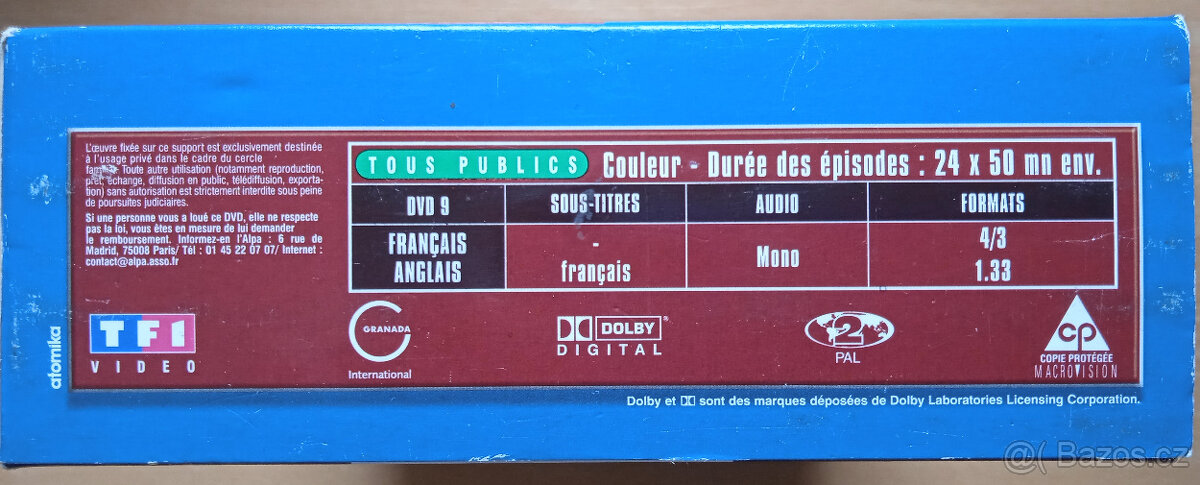 L'œuvre fixée sur ce support est exclusivement destinée
à l'usage privé dans le cadre du cercle
Toute autre utilisation (notamment reproduction,
prêt, échange, diffusion en public, télédiffusion, exporta-
tion) sans autorisation est strictement interdite sous peine
de poursuites judiciaires.
Si une personne vous a loué ce DVD, elle ne respecte
pas la loi, vous êtes en mesure de lui demander
le remboursement. Informez-en l'Alpa : 6 rue de
Madrid, 75008 Paris/ Tél : 01 45 22 07 07/ Internet :
contact@alpa.asso.fr
TOUS PUBLICS Couleur - Durée des épisodes : 24 x 50 mn env.
DVD 9 SOUS-TITRES AUDIO FORMATS
FRANÇAIS - Mono 4/3
ANGLAIS français 1.33
atomika
TF1
VIDEO
GRANADA
International
DOLBY
DIGITAL
2
PAL
cp
COPIE PROTÉGÉE
MACROVISION
Dolby et sont des marques déposées de Dolby Laboratories Licensing Corporation.
@( Bazos.cz